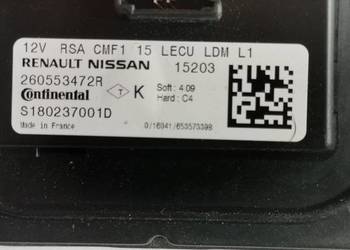 12V RSA CMF1 15 LECU LDM L1
RENAULT NISSAN 15203
260553472R
Continental T K Soft : 4.09
Hard : C4
S180237001D
Made in France 0/16041/653573398